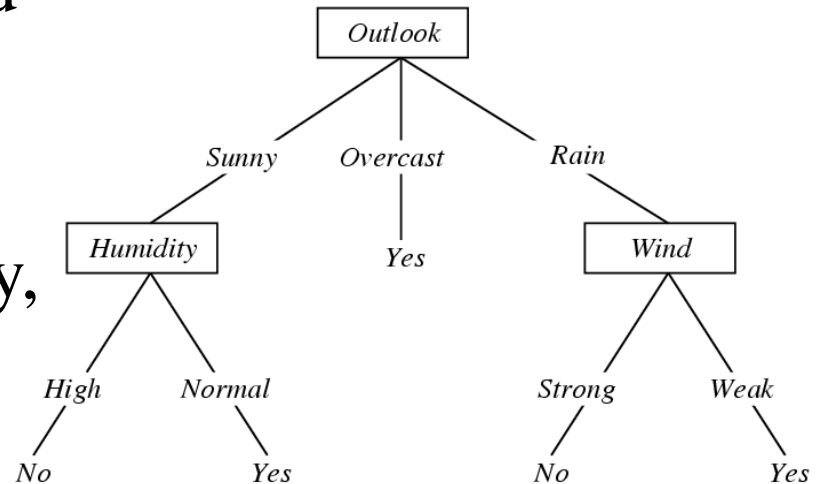 Outlook
Sunny Overcast Rain
Humidity Yes Wind
y,
High Normal Strong Weak
No Yes No Yes